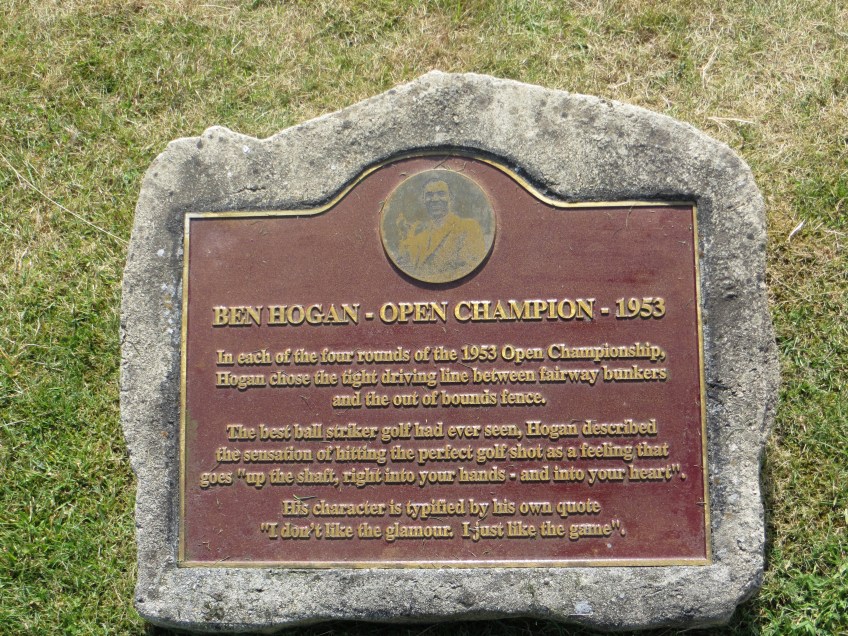 BEN HOGAN - OPEN CHAMPION - 1953
In each of the four rounds of the 1953 Open Championship,
Hogan chose the tight driving line between fairway bunkers
and the out of bounds fence.
The best ball striker golf had ever seen, Hogan described
the sensation of hitting the perfect golf shot as a feeling that
goes "up the shaft, right into your hands - and into your heart".
His character is typified by his own quote
"I don't like the glamour. I just like the game".